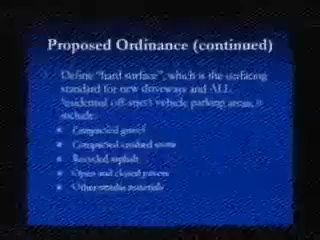 Proposed Ordinance (continued)
Define "hard surface", which is the surfacing
standard for new driveways and ALL
residential off-street vehicle parking areas, to
include:
Compacted gravel
Compacted crushed stone
Recycled asphalt
Open and closed pavers
Other similar materials